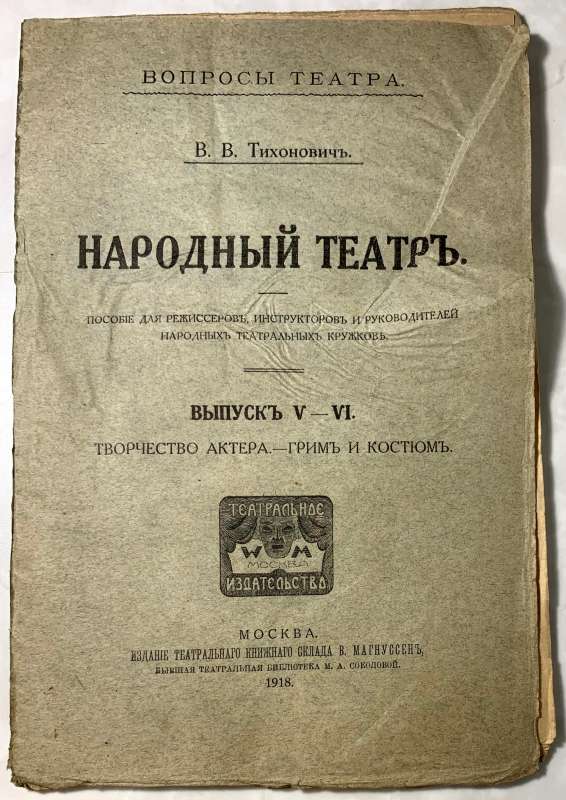 ВОПРОСЫ ТЕАТРА.
В. В. Тихоновичъ.
НАРОДНЫЙ ТЕАТРЪ.
ПОСОБІЕ ДЛЯ РЕЖИССЕРОВЪ, ИНСТРУКТОРОВЪ И РУКОВОДИТЕЛЕЙ
НАРОДНЫХЪ ТЕАТРАЛЬНЫХЪ КРУЖКОВЪ.
ВЫПУСКЪ V—VI.
ТВОРЧЕСТВО АКТЕРА.—ГРИМЪ И КОСТЮМЪ.
ТЕАТРАЛЬНОЕ
W M
МОСКВА
ИЗДАТЕЛЬСТВО
МОСКВА.
ИЗДАНІЕ ТЕАТРАЛЬНАГО КНИЖНАГО СКЛАДА В. МАГНУССЕНЪ,
БЫВШАЯ ТЕАТРАЛЬНАЯ БИБЛІОТЕКА М. А. СОКОЛОВОЙ.
1918.